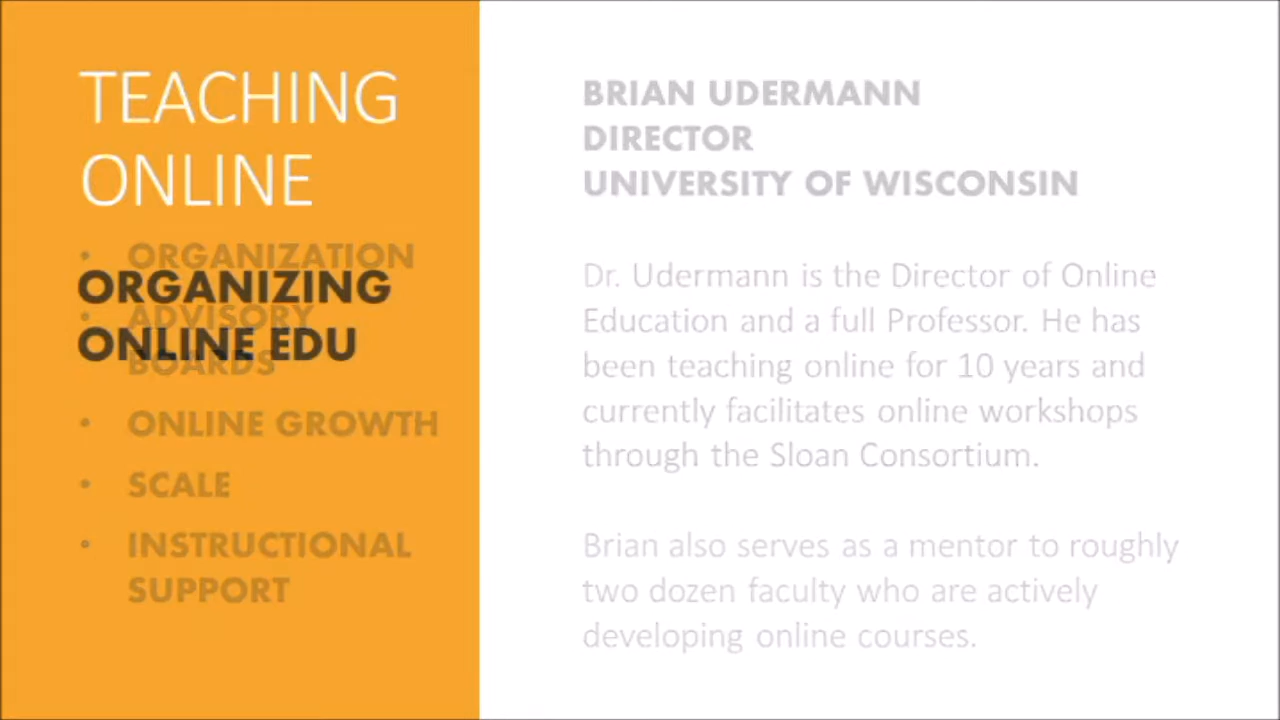 TEACHING
ONLINE
• ORGANIZATION
ORGANIZING
• ADVISORY
ONLINE EDU
BOARDS
• ONLINE GROWTH
• SCALE
• INSTRUCTIONAL
SUPPORT
BRIAN UDERMANN
DIRECTOR
UNIVERSITY OF WISCONSIN
Dr. Udermann is the Director of Online
Education and a full Professor. He has
been teaching online for 10 years and
currently facilitates online workshops
through the Sloan Consortium.
Brian also serves as a mentor to roughly
two dozen faculty who are actively
developing online courses.